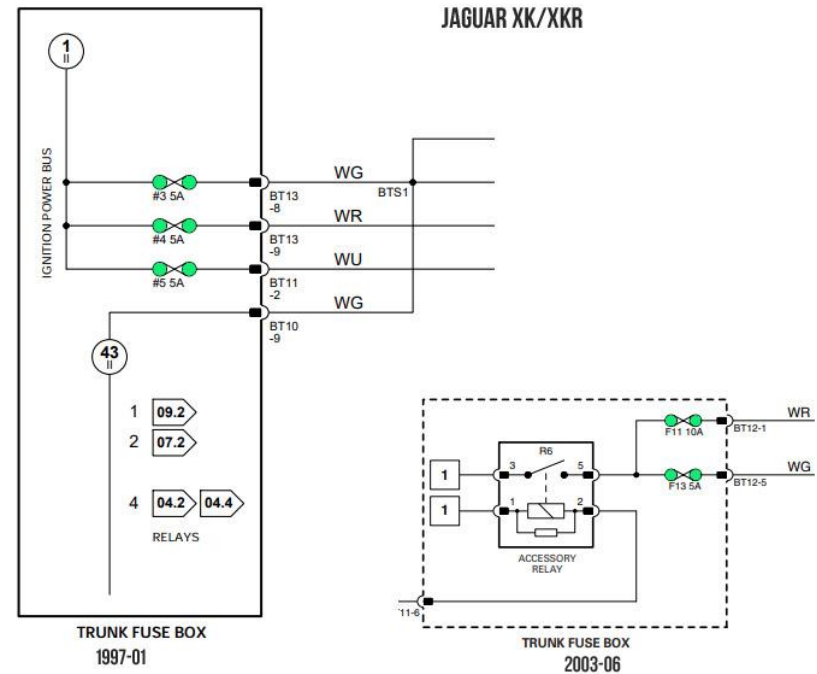 JAGUAR XK/XKR
1
II
IGNITION POWER BUS
#3 5A
BT13
-8
WG
BTS1
#4 5A
BT13
-9
WR
#5 5A
BT11
-2
WU
BT10
-9
WG
43
II
1 09.2
2 07.2
4 04.2 04.4
RELAYS
TRUNK FUSE BOX
1997-01
R6
1 3 5
1 1 2
ACCESSORY
RELAY
F11 10A
BT12-1
WR
F13 5A
BT12-5
WG
11-6
TRUNK FUSE BOX
2003-06